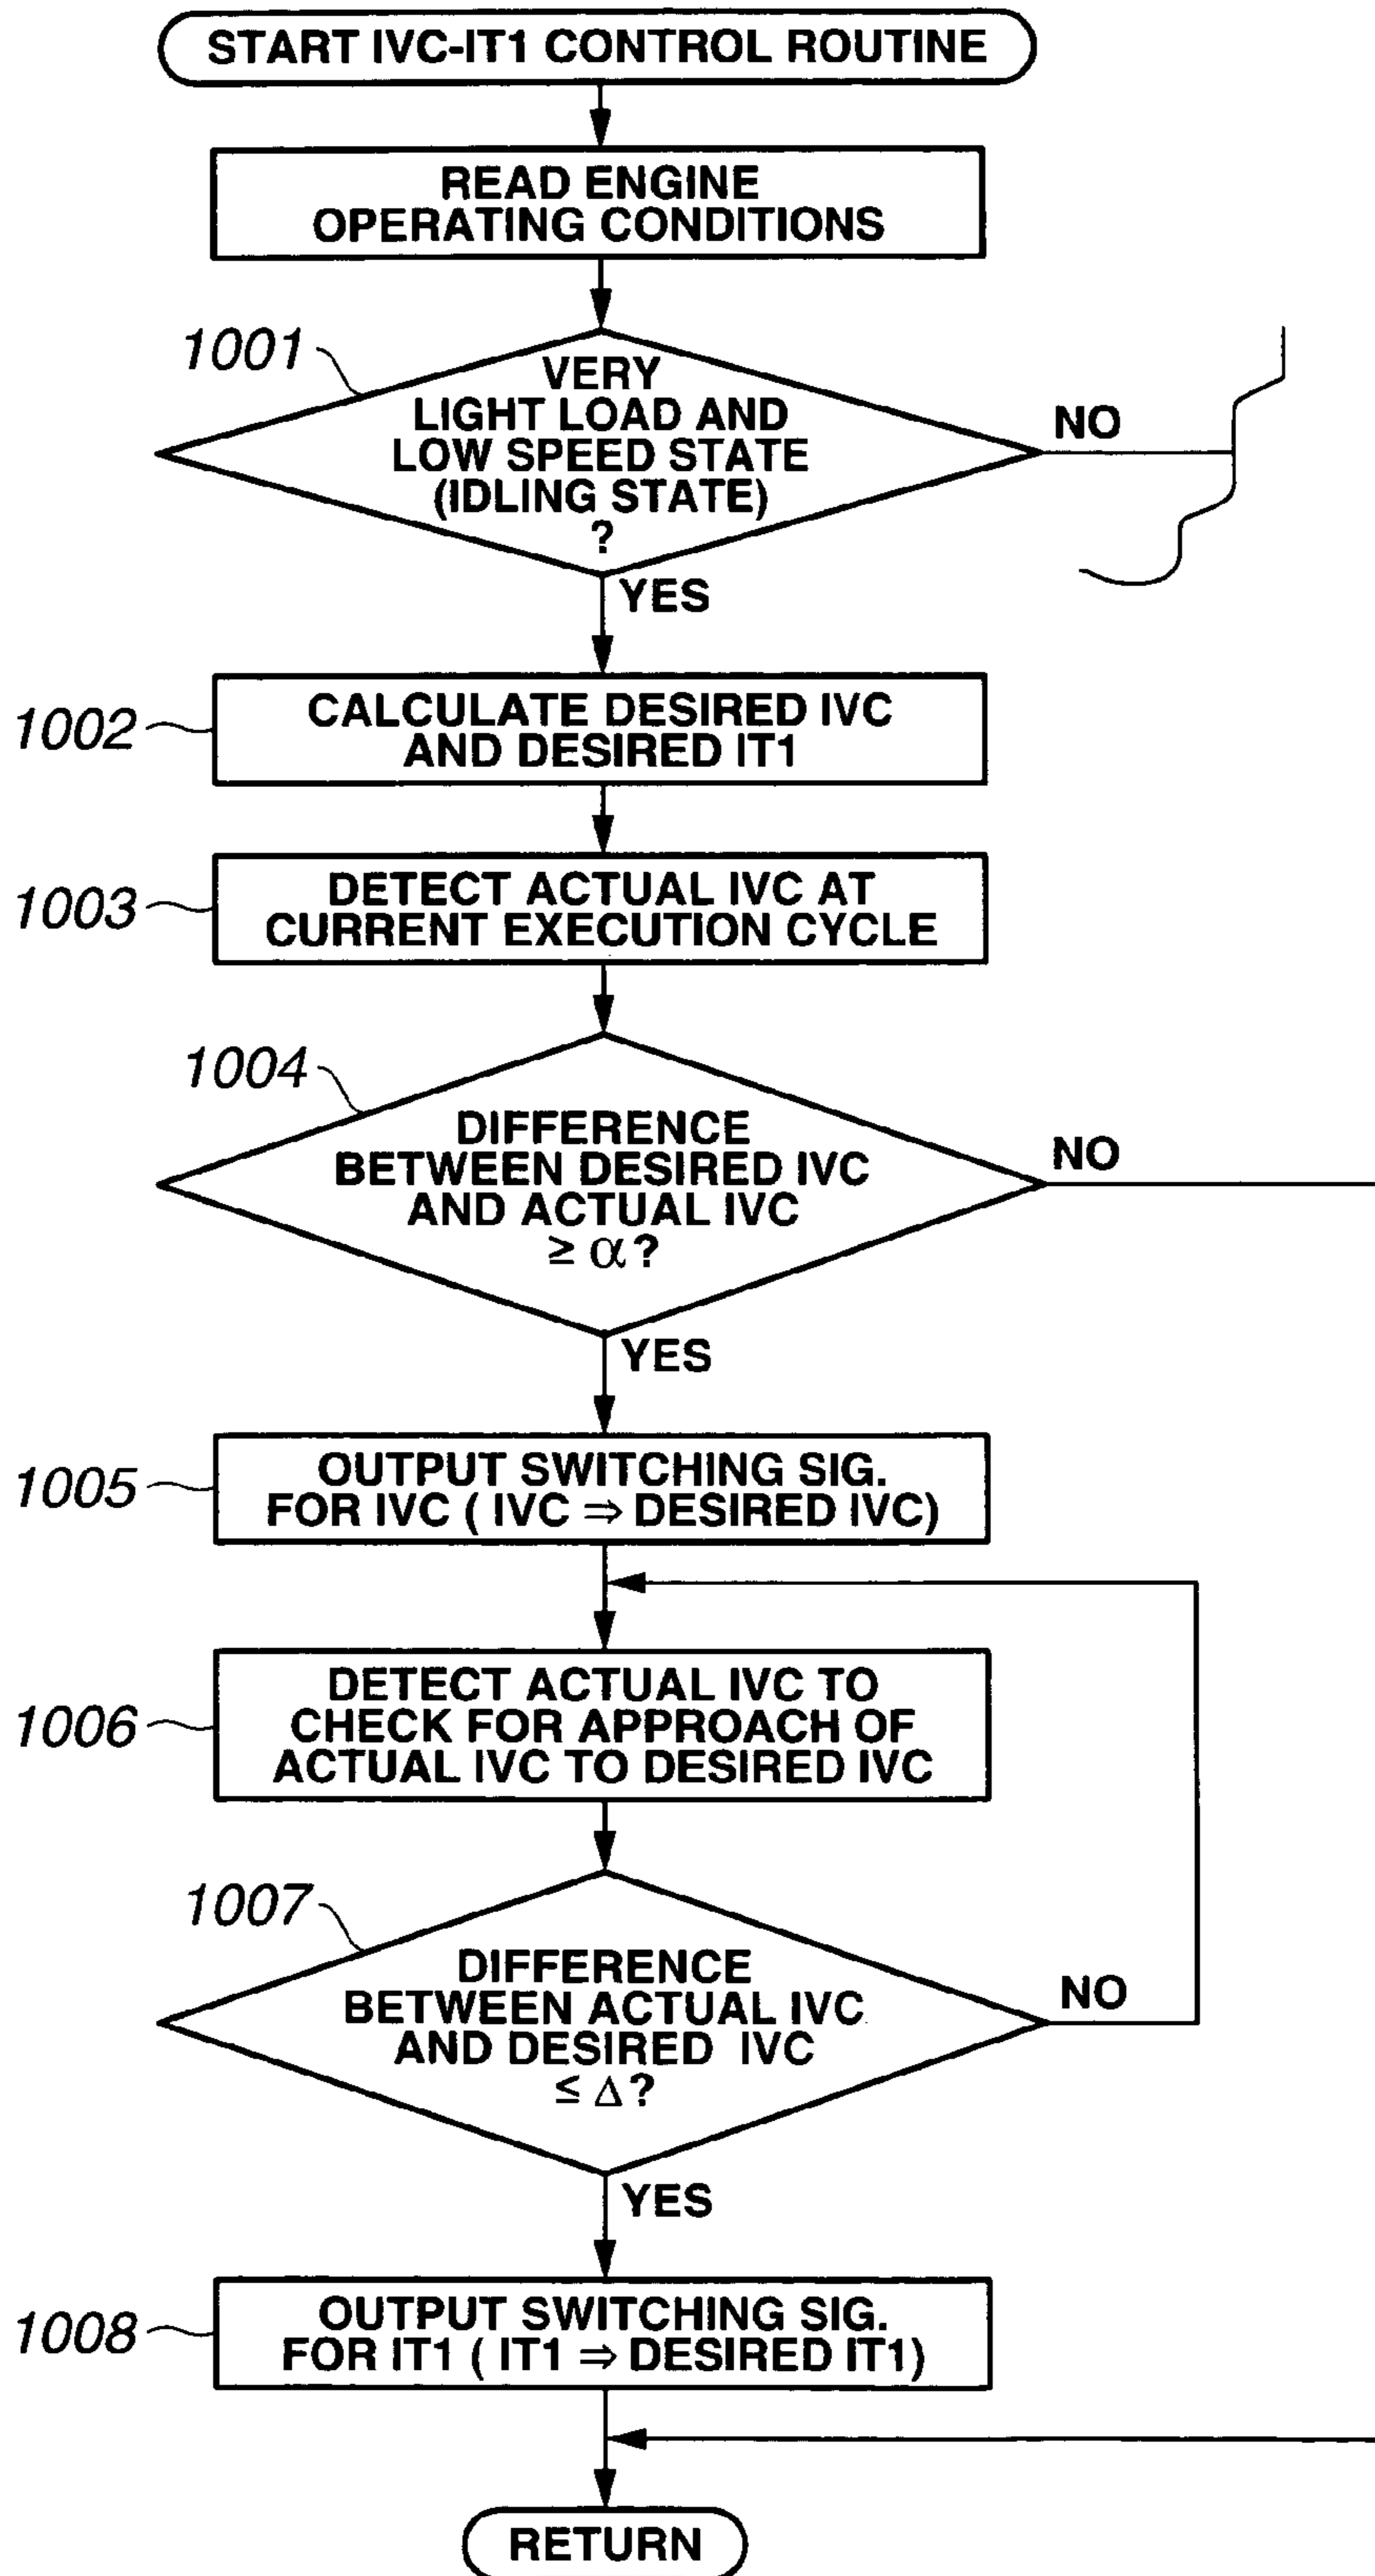 START IVC-IT1 CONTROL ROUTINE
READ ENGINE
OPERATING CONDITIONS
1001
VERY
LIGHT LOAD AND
LOW SPEED STATE
(IDLING STATE)
?
NO
YES
1002
CALCULATE DESIRED IVC
AND DESIRED IT1
1003
DETECT ACTUAL IVC AT
CURRENT EXECUTION CYCLE
1004
DIFFERENCE
BETWEEN DESIRED IVC
AND ACTUAL IVC
≥ α?
NO
YES
1005
OUTPUT SWITCHING SIG.
FOR IVC ( IVC ⇒ DESIRED IVC)
1006
DETECT ACTUAL IVC TO
CHECK FOR APPROACH OF
ACTUAL IVC TO DESIRED IVC
1007
DIFFERENCE
BETWEEN ACTUAL IVC
AND DESIRED IVC
≤ Δ?
NO
YES
1008
OUTPUT SWITCHING SIG.
FOR IT1 ( IT1 ⇒ DESIRED IT1)
RETURN